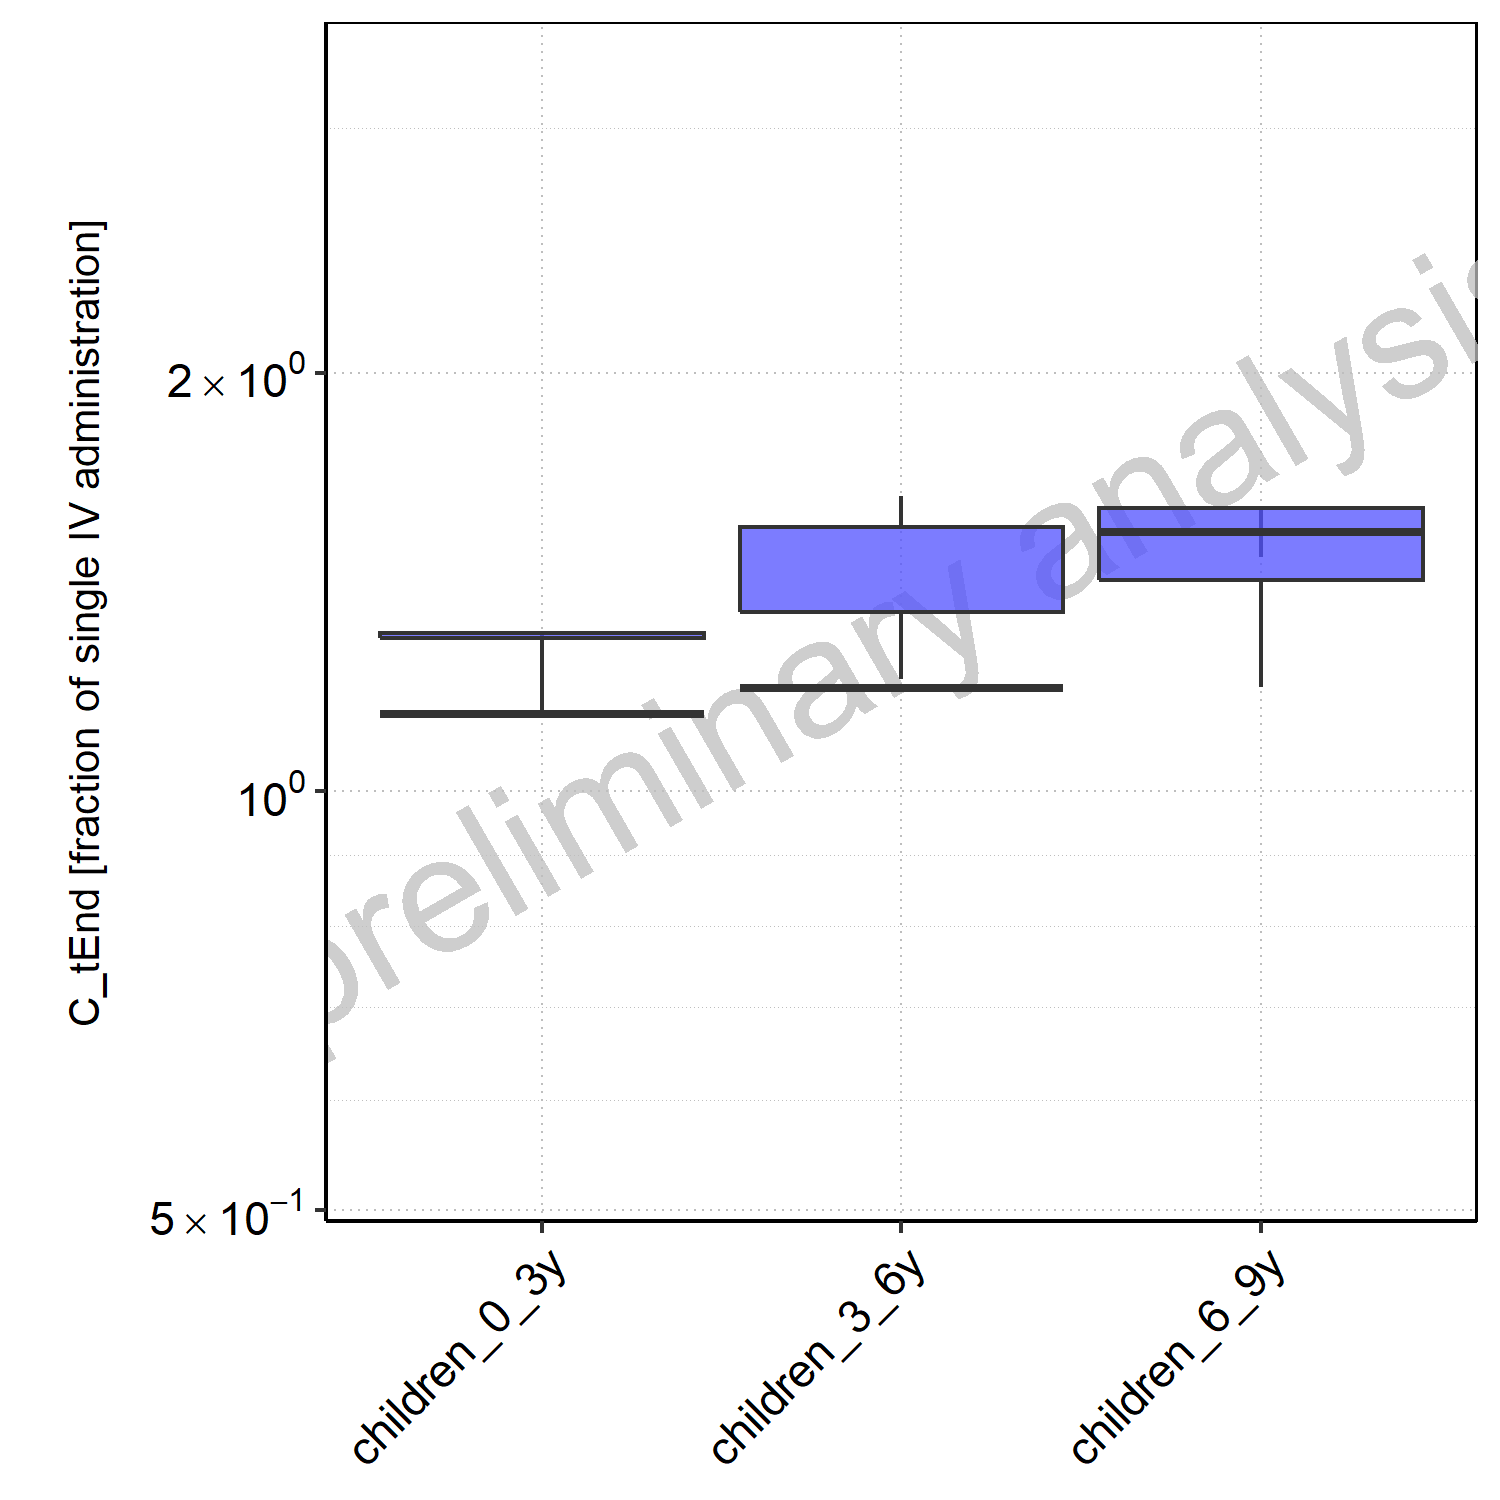 C_tEnd [fraction of single IV administration]
2 × 10⁰
10⁰
5 × 10⁻¹
preliminary analysis
children_0_3y
children_3_6y
children_6_9y